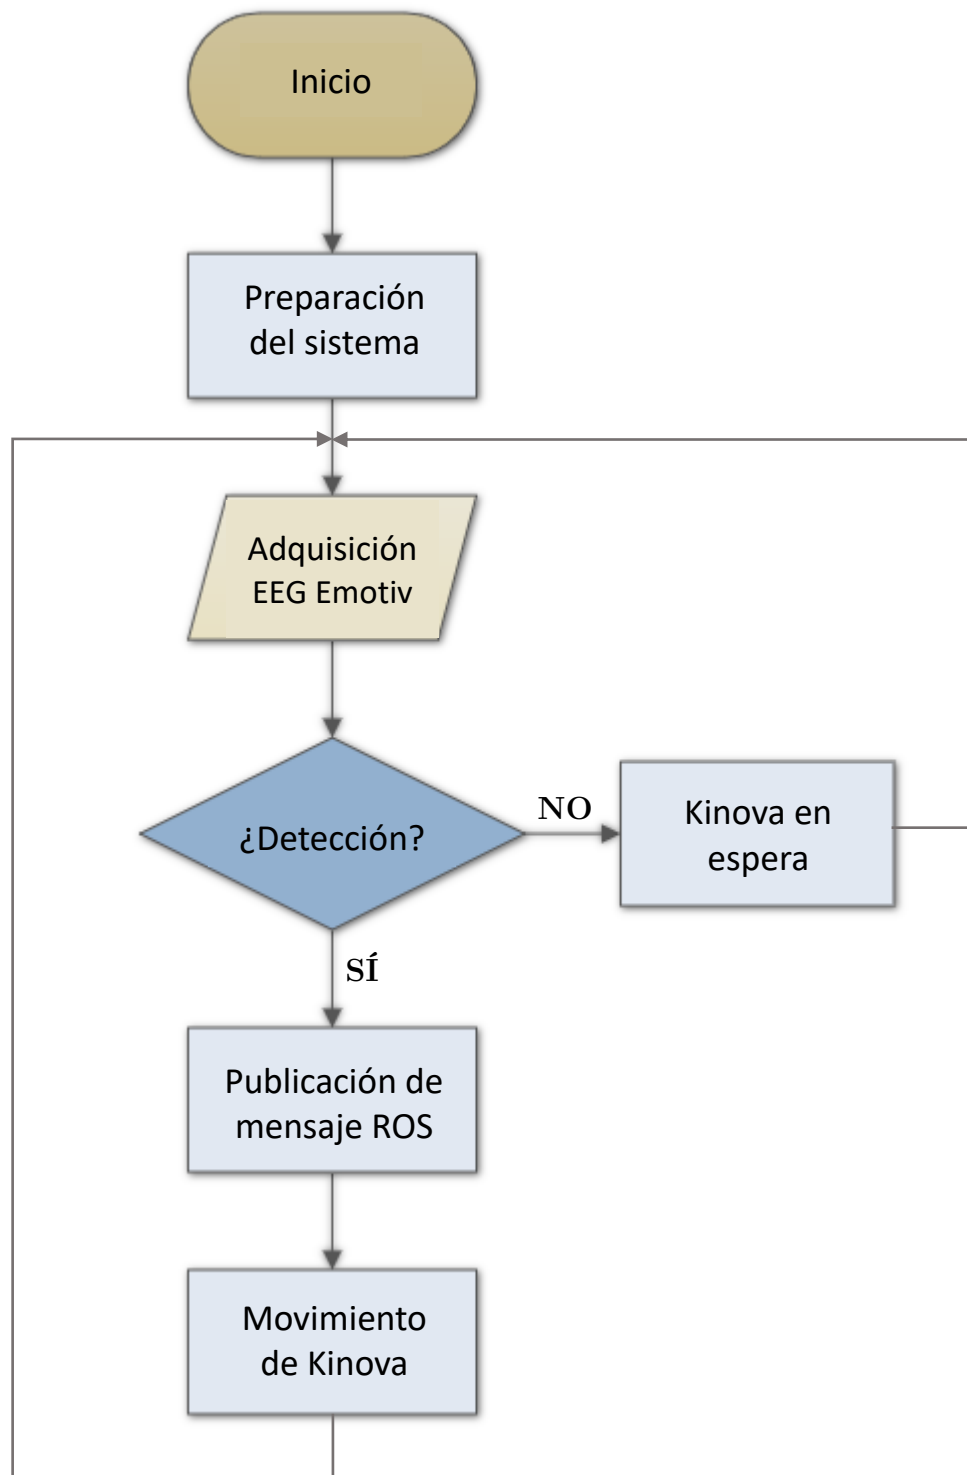 Inicio
Preparación
del sistema
Adquisición
EEG Emotiv
¿Detección?
NO
Kinova en
espera
SÍ
Publicación de
mensaje ROS
Movimiento
de Kinova